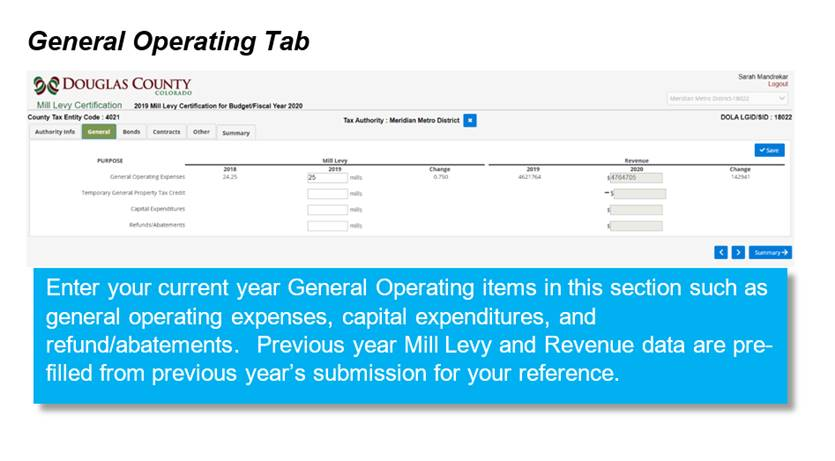 General Operating Tab
Sarah Mandrekar
Logout
DOUGLAS COUNTY
COLORADO
Mill Levy Certification 2019 Mill Levy Certification for Budget/Fiscal Year 2020
Meridian Metro District-18022
County Tax Entity Code : 4021 Tax Authority : Meridian Metro District DOLA LGID/SID : 18022
Authority Info General Bonds Contracts Other Summary
Save
PURPOSE Mill Levy Revenue
2018 2019 Change 2019 2020 Change
General Operating Expenses 24.25 25 mills 0.750 4621764 $ 4764705 142941
Temporary General Property Tax Credit mills - $
Capital Expenditures mills $
Refunds/Abatements mills $
Summary
Enter your current year General Operating items in this section such as
general operating expenses, capital expenditures, and
refund/abatements. Previous year Mill Levy and Revenue data are pre-
filled from previous year's submission for your reference.